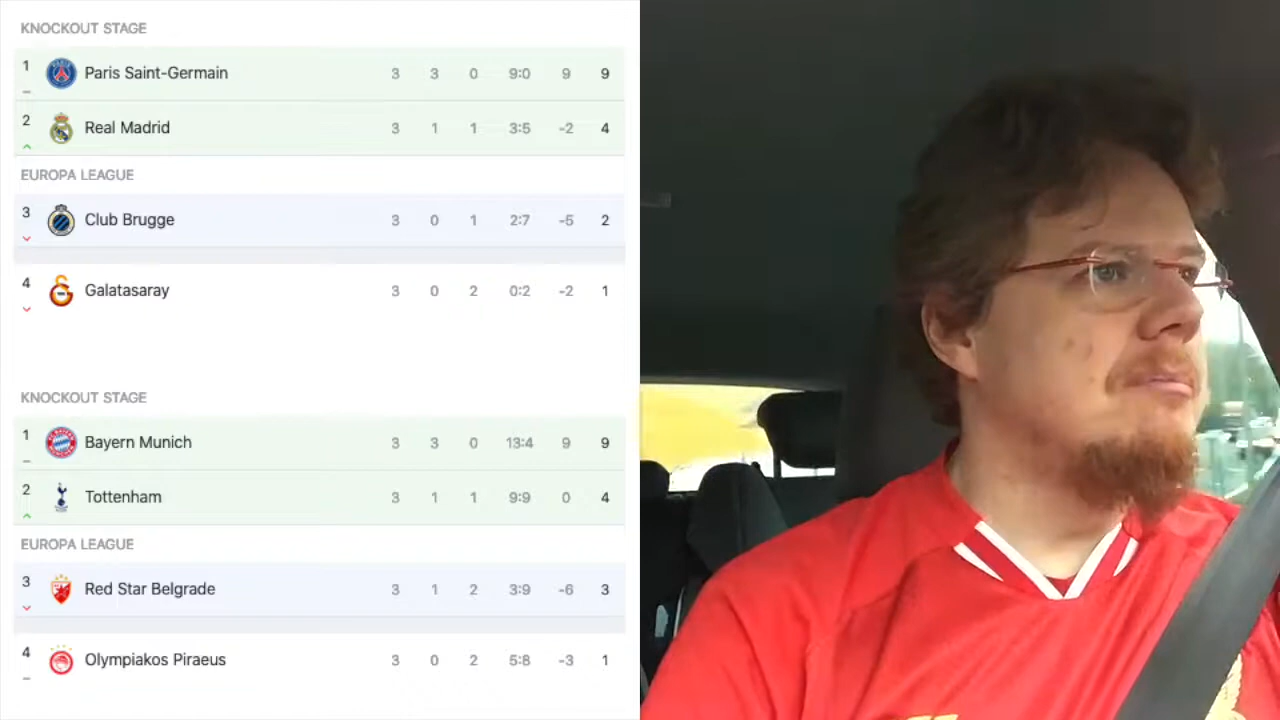 KNOCKOUT STAGE
1 Paris Saint-Germain 3 3 0 9:0 9 9
2 Real Madrid 3 1 1 3:5 -2 4
EUROPA LEAGUE
3 Club Brugge 3 0 1 2:7 -5 2
4 Galatasaray 3 0 2 0:2 -2 1
KNOCKOUT STAGE
1 Bayern Munich 3 3 0 13:4 9 9
2 Tottenham 3 1 1 9:9 0 4
EUROPA LEAGUE
3 Red Star Belgrade 3 1 2 3:9 -6 3
4 Olympiakos Piraeus 3 0 2 5:8 -3 1